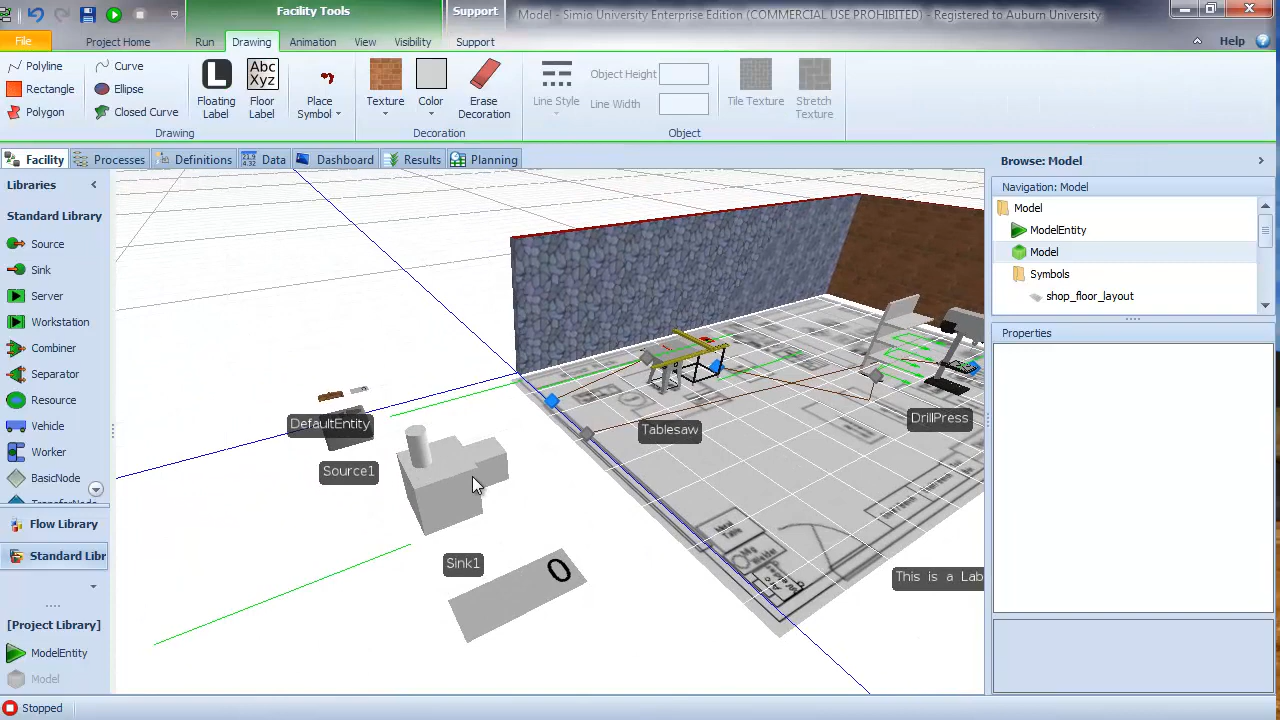 Facility Tools
Support
Model - Simio University Enterprise Edition (COMMERCIAL USE PROHIBITED) - Registered to Auburn University
File
Project Home
Run
Drawing
Animation
View
Visibility
Support
Help
Polyline
Rectangle
Polygon
Curve
Ellipse
Closed Curve
Abc
Xyz
Floating
Label
Floor
Label
Place
Symbol
Texture
Color
Erase
Decoration
Line Style
Object Height
Line Width
Tile Texture
Stretch
Texture
Drawing
Decoration
Object
Facility
Processes
Definitions
Data
Dashboard
Results
Planning
Libraries
Standard Library
Source
Sink
Server
Workstation
Combiner
Separator
Resource
Vehicle
Worker
BasicNode
TransferNode
Flow Library
Standard Libr
[Project Library]
ModelEntity
Model
DefaultEntity
Source1
Sink1
0
Tablesaw
DrillPress
This is a Lab
Browse: Model
Navigation: Model
Model
ModelEntity
Model
Symbols
shop_floor_layout
Properties
Stopped